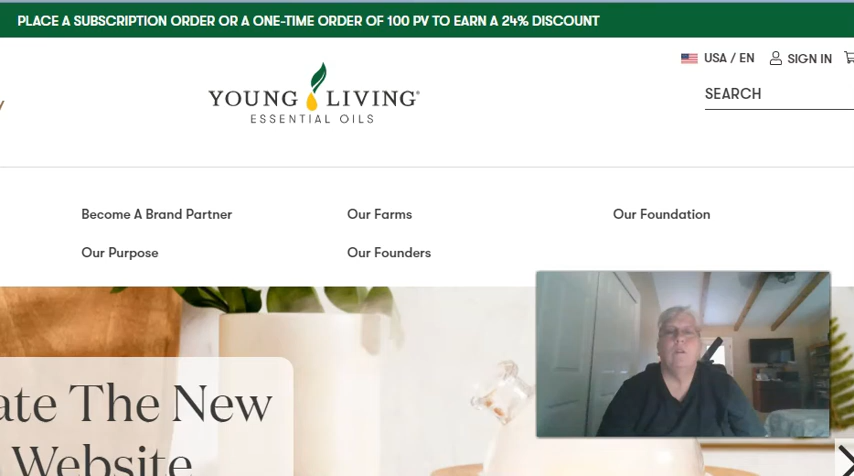 PLACE A SUBSCRIPTION ORDER OR A ONE-TIME ORDER OF 100 PV TO EARN A 24% DISCOUNT
USA / EN SIGN IN
YOUNG LIVING®
ESSENTIAL OILS
SEARCH
Become A Brand Partner Our Farms Our Foundation
Our Purpose Our Founders
ate The New
Website